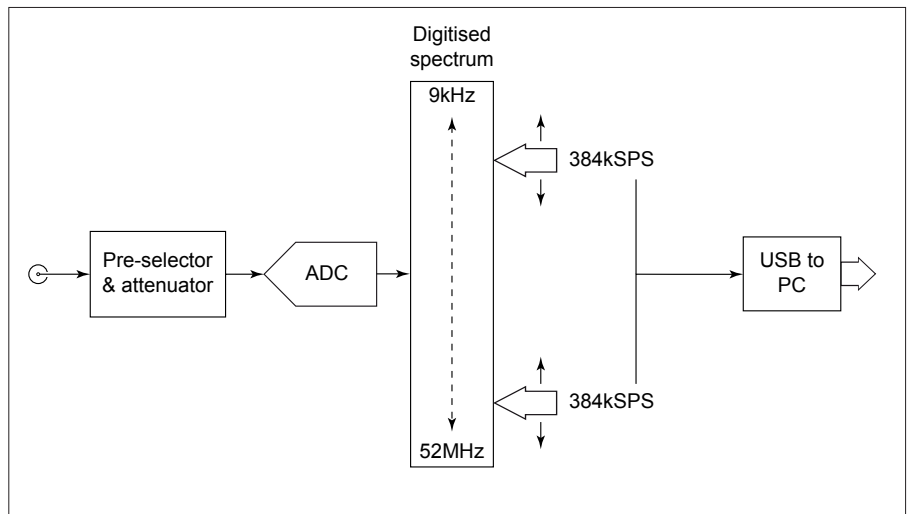 Digitised
spectrum
9kHz
384kSPS
Pre-selector
& attenuator
ADC
USB to
PC
384kSPS
52MHz